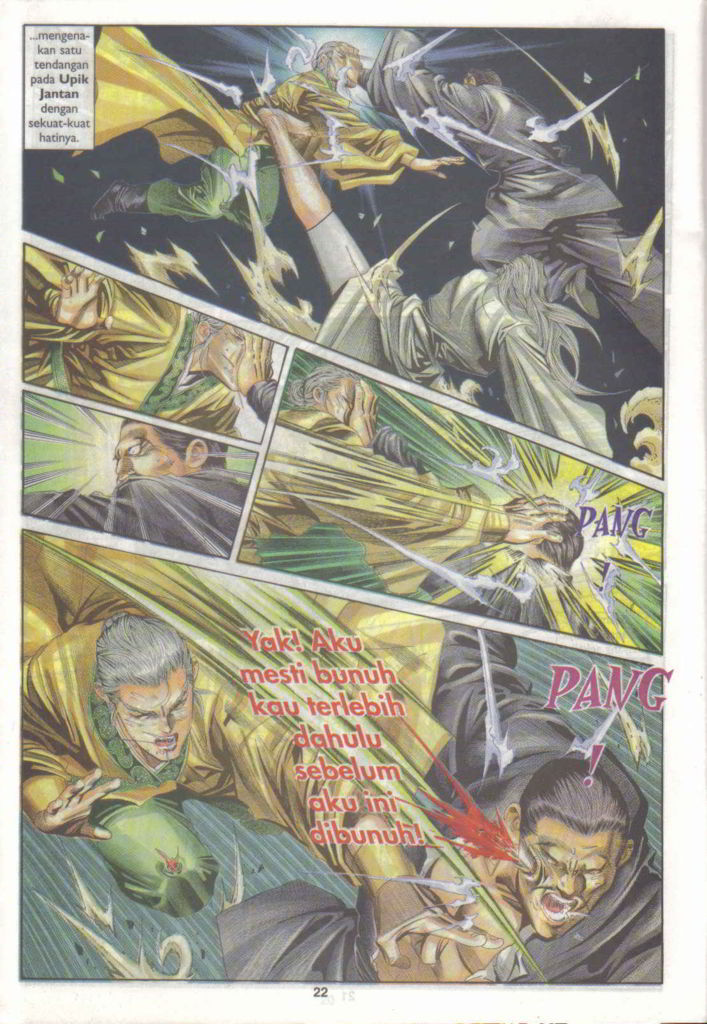 ...mengena-
kan satu
tendangan
pada Upik
Jantan
dengan
sekuat-kuat
hatinya.
PANG
!
Yak! Aku
mesti bunuh
kau terlebih
dahulu
sebelum
aku ini
dibunuh!
PANG
!
22